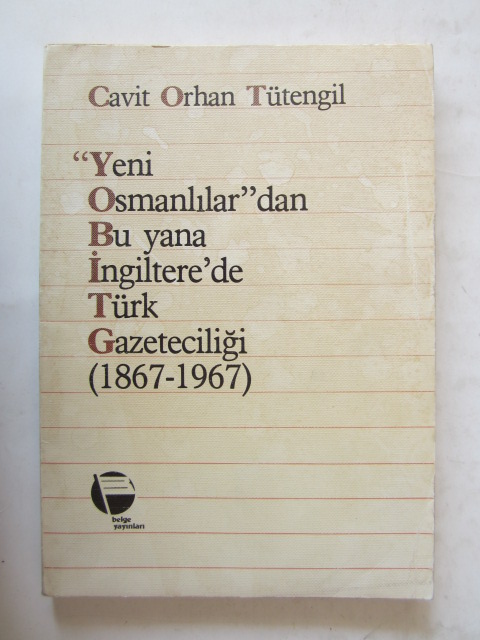 Cavit Orhan Tütengil
“Yeni
Osmanlılar”dan
Bu yana
İngiltere’de
Türk
Gazeteciliği
(1867-1967)
belge
yayınları